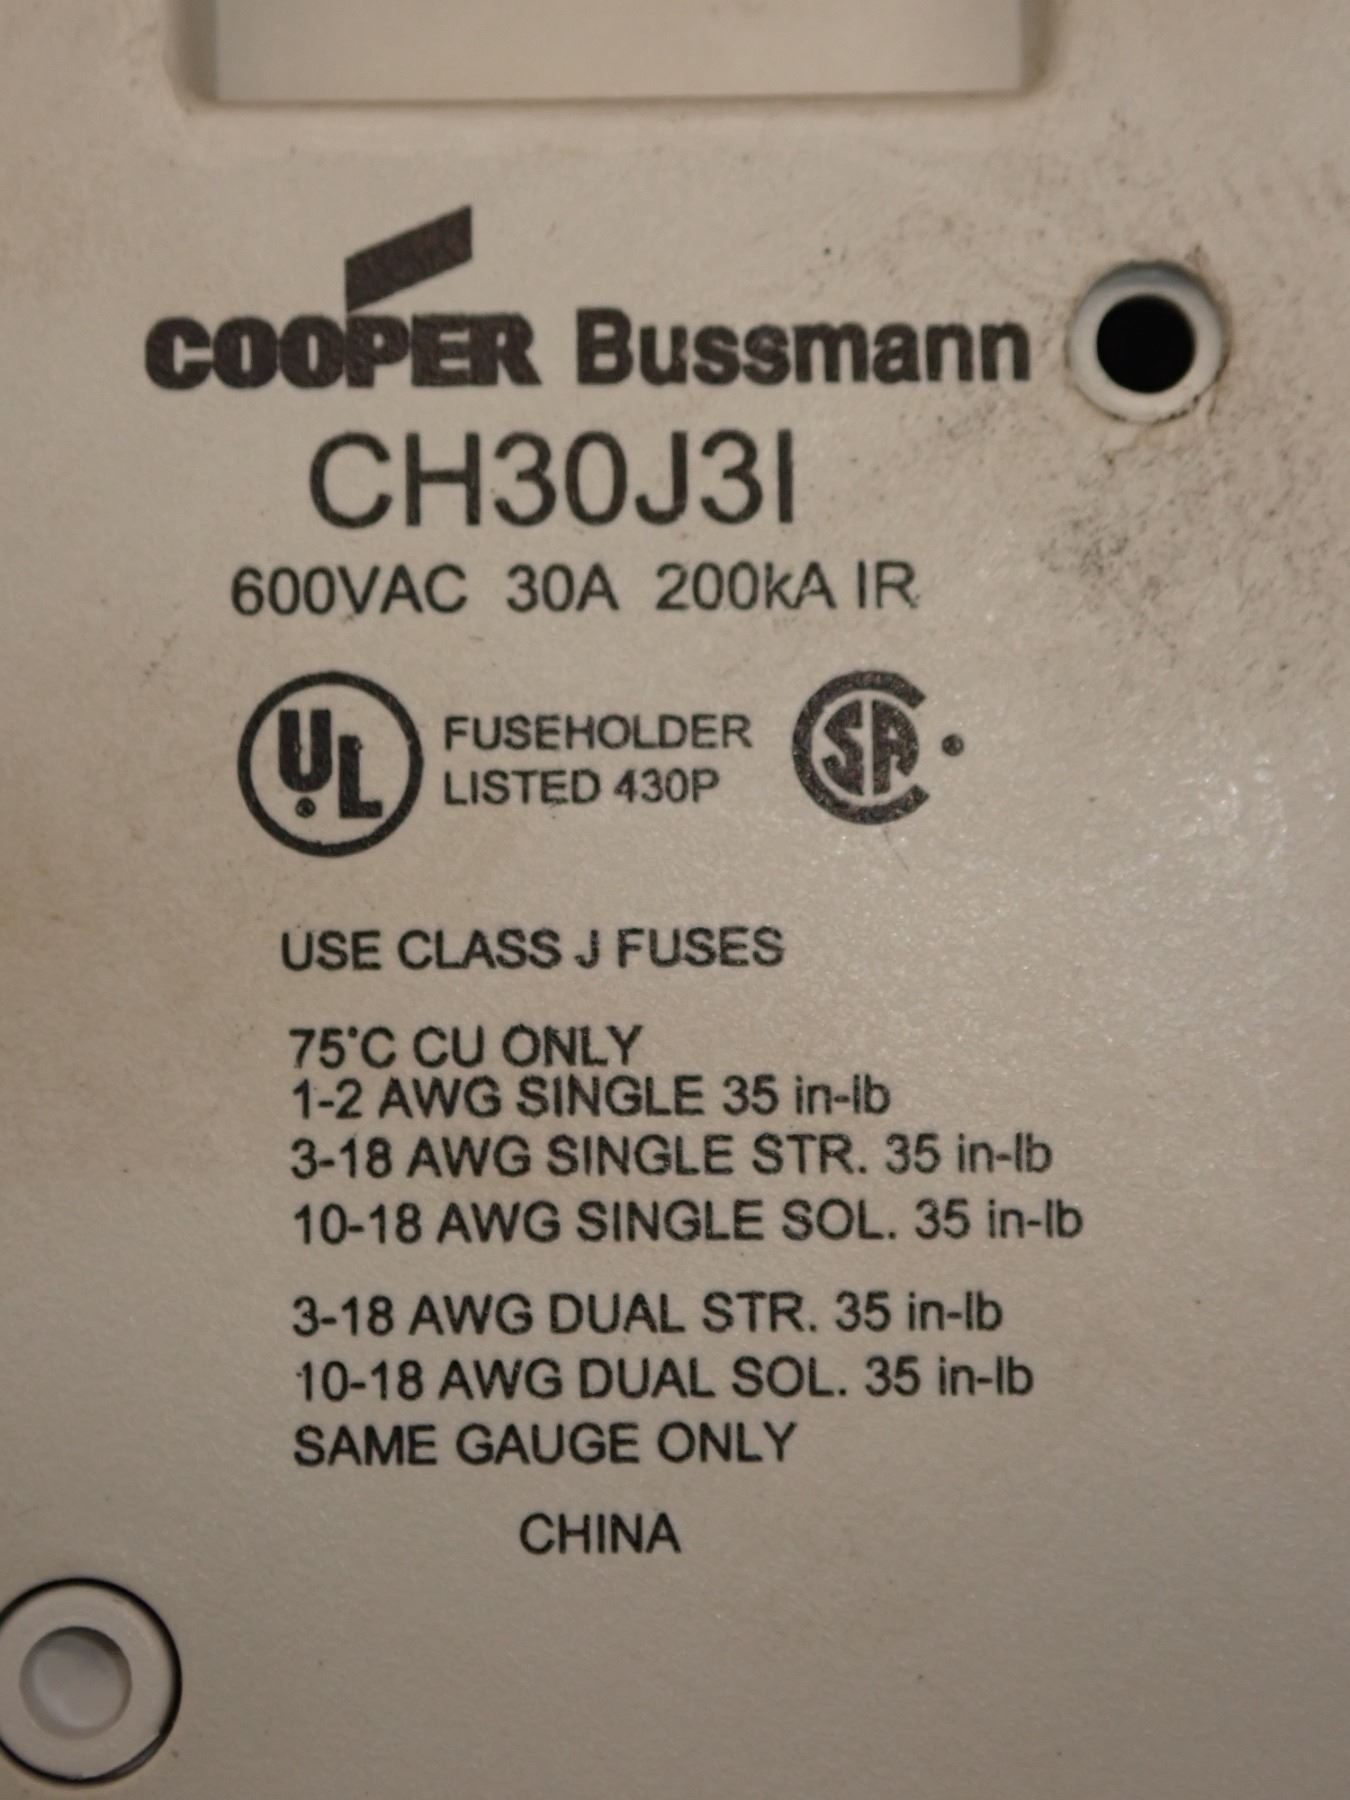 COOPER Bussmann
CH30J3I
600VAC 30A 200kA IR
UL FUSEHOLDER LISTED 430P CSA
USE CLASS J FUSES
75°C CU ONLY
1-2 AWG SINGLE 35 in-lb
3-18 AWG SINGLE STR. 35 in-lb
10-18 AWG SINGLE SOL. 35 in-lb
3-18 AWG DUAL STR. 35 in-lb
10-18 AWG DUAL SOL. 35 in-lb
SAME GAUGE ONLY
CHINA